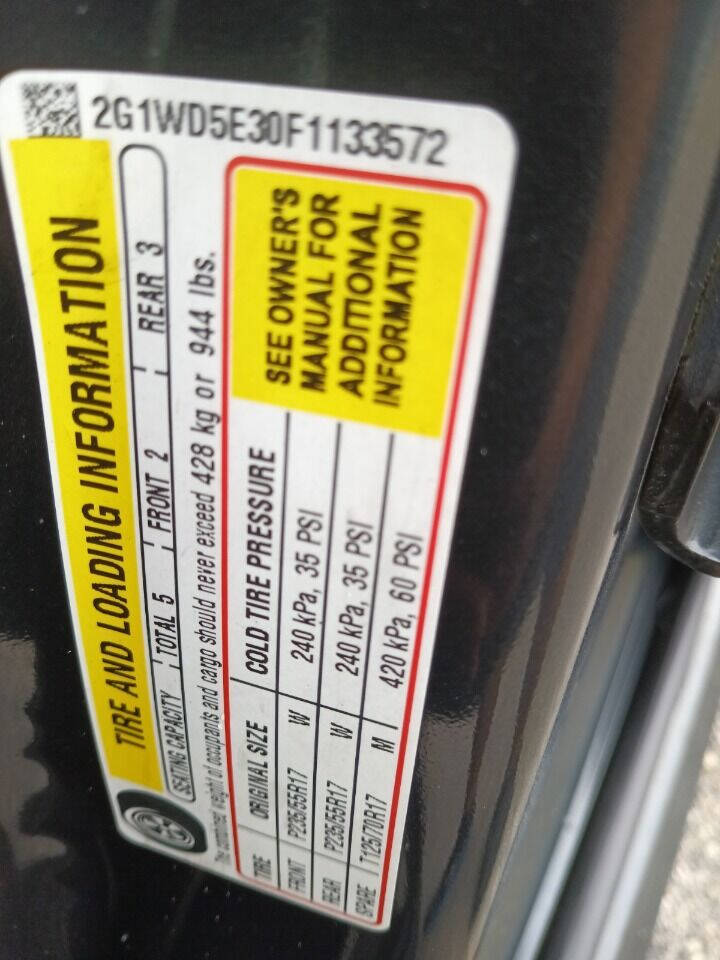 2G1WD5E30F1133572
TIRE AND LOADING INFORMATION
SEATING CAPACITY TOTAL 5 FRONT 2 REAR 3
The combined weight of occupants and cargo should never exceed 428 kg or 944 lbs.
TIRE ORIGINAL SIZE COLD TIRE PRESSURE
FRONT P235/55R17 W 240 kPa, 35 PSI
REAR P235/55R17 W 240 kPa, 35 PSI
SPARE T125/70R17 M 420 kPa, 60 PSI
SEE OWNER'S
MANUAL FOR
ADDITIONAL
INFORMATION